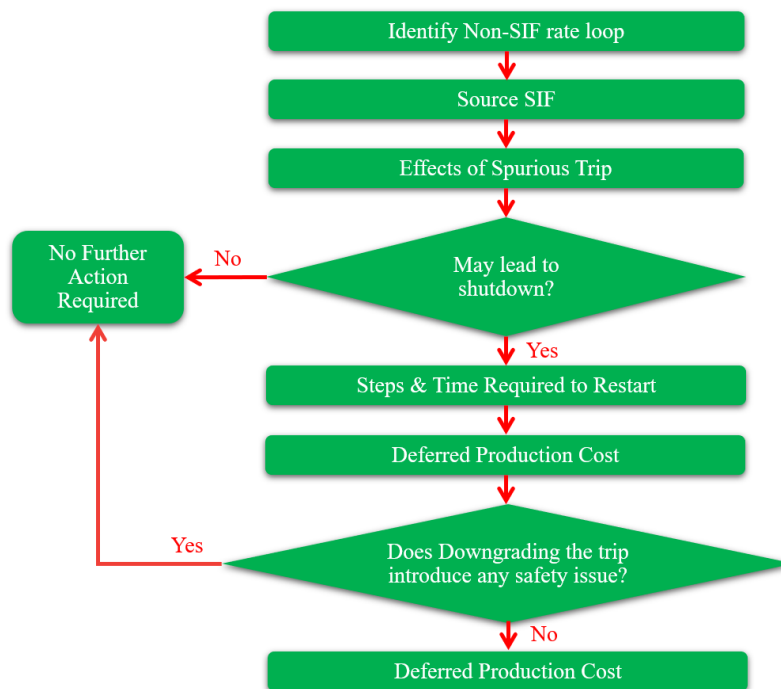 Identify Non-SIF rate loop
Source SIF
Effects of Spurious Trip
May lead to
shutdown?
No
No Further
Action
Required
Yes
Steps & Time Required to Restart
Deferred Production Cost
Does Downgrading the trip
introduce any safety issue?
Yes
No
Deferred Production Cost